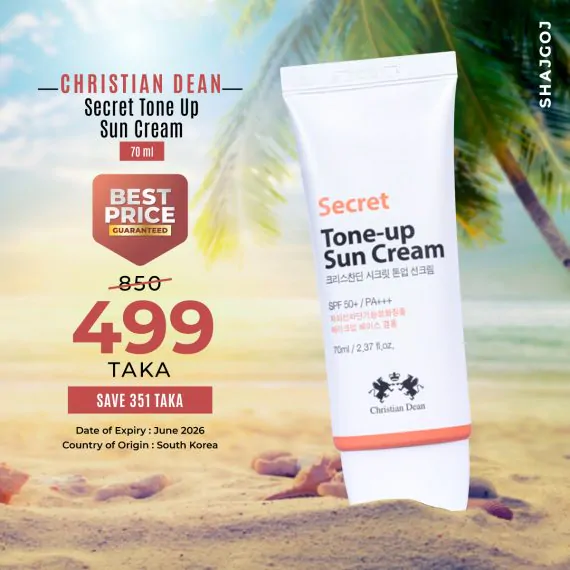 SHAJGOJ
CHRISTIAN DEAN
Secret Tone Up
Sun Cream
70 ml
BEST
PRICE
GUARANTEED
850
499
TAKA
SAVE 351 TAKA
Date of Expiry : June 2026
Country of Origin : South Korea
Secret
Tone-up
Sun Cream
크리스찬딘 시크릿 톤업 선크림
SPF 50+ / PA+++
70ml / 2.37 fl.oz.
Christian Dean